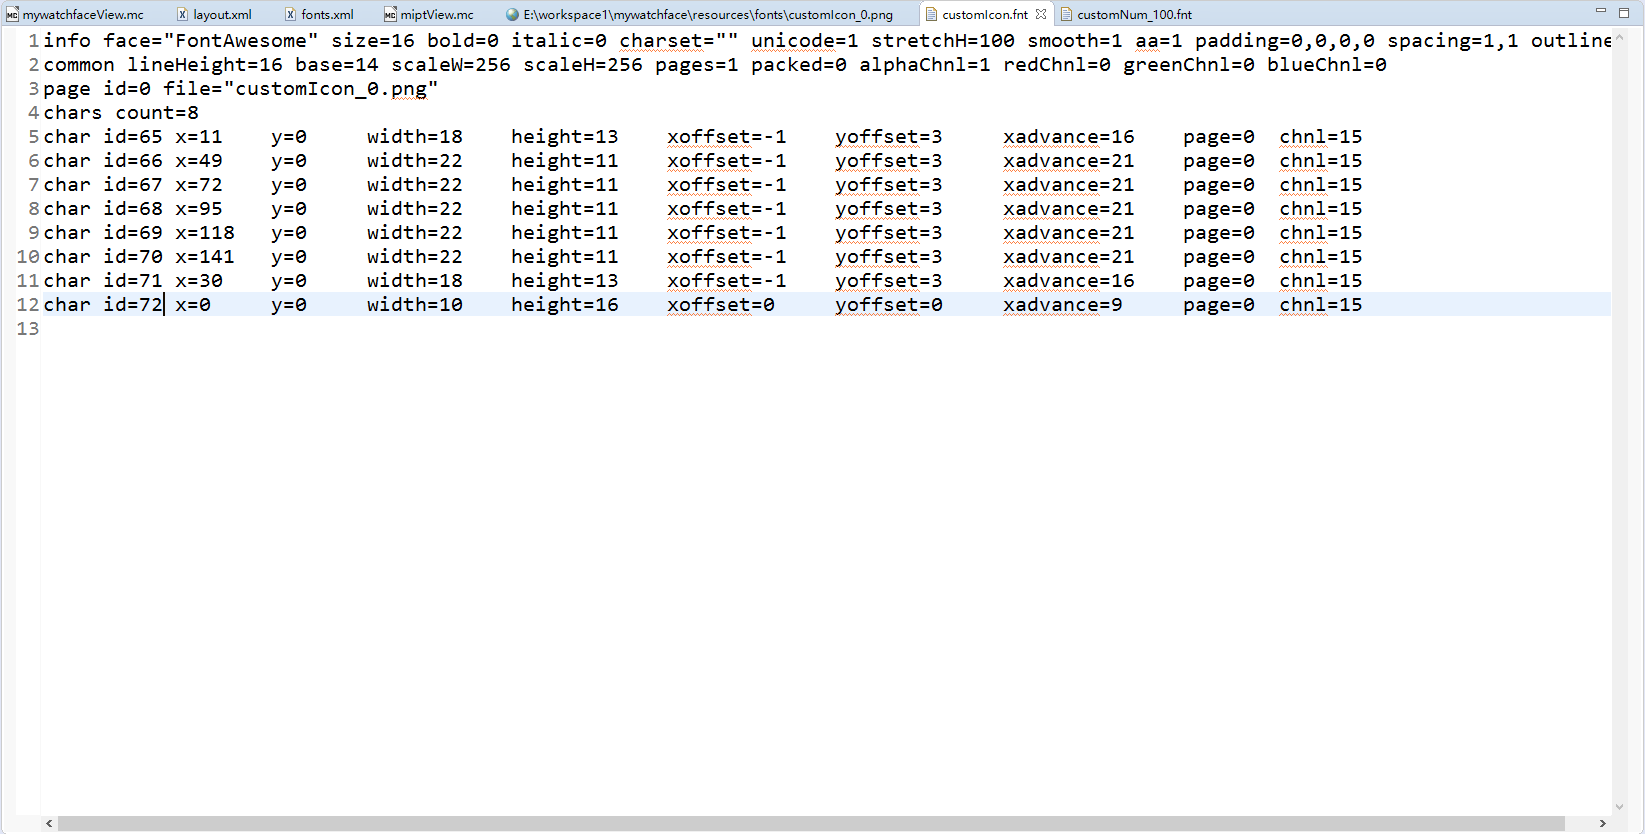 mywatchfaceView.mc layout.xml fonts.xml miptView.mc E:\workspace1\mywatchface\resources\fonts\customIcon_0.png customIcon.fnt customNum_100.fnt
1 info face="FontAwesome" size=16 bold=0 italic=0 charset="" unicode=1 stretchH=100 smooth=1 aa=1 padding=0,0,0,0 spacing=1,1 outline
2 common lineHeight=16 base=14 scaleW=256 scaleH=256 pages=1 packed=0 alphaChnl=1 redChnl=0 greenChnl=0 blueChnl=0
3 page id=0 file="customIcon_0.png"
4 chars count=8
5 char id=65 x=11 y=0 width=18 height=13 xoffset=-1 yoffset=3 xadvance=16 page=0 chnl=15
6 char id=66 x=49 y=0 width=22 height=11 xoffset=-1 yoffset=3 xadvance=21 page=0 chnl=15
7 char id=67 x=72 y=0 width=22 height=11 xoffset=-1 yoffset=3 xadvance=21 page=0 chnl=15
8 char id=68 x=95 y=0 width=22 height=11 xoffset=-1 yoffset=3 xadvance=21 page=0 chnl=15
9 char id=69 x=118 y=0 width=22 height=11 xoffset=-1 yoffset=3 xadvance=21 page=0 chnl=15
10 char id=70 x=141 y=0 width=22 height=11 xoffset=-1 yoffset=3 xadvance=21 page=0 chnl=15
11 char id=71 x=30 y=0 width=18 height=13 xoffset=-1 yoffset=3 xadvance=16 page=0 chnl=15
12 char id=72 x=0 y=0 width=10 height=16 xoffset=0 yoffset=0 xadvance=9 page=0 chnl=15
13